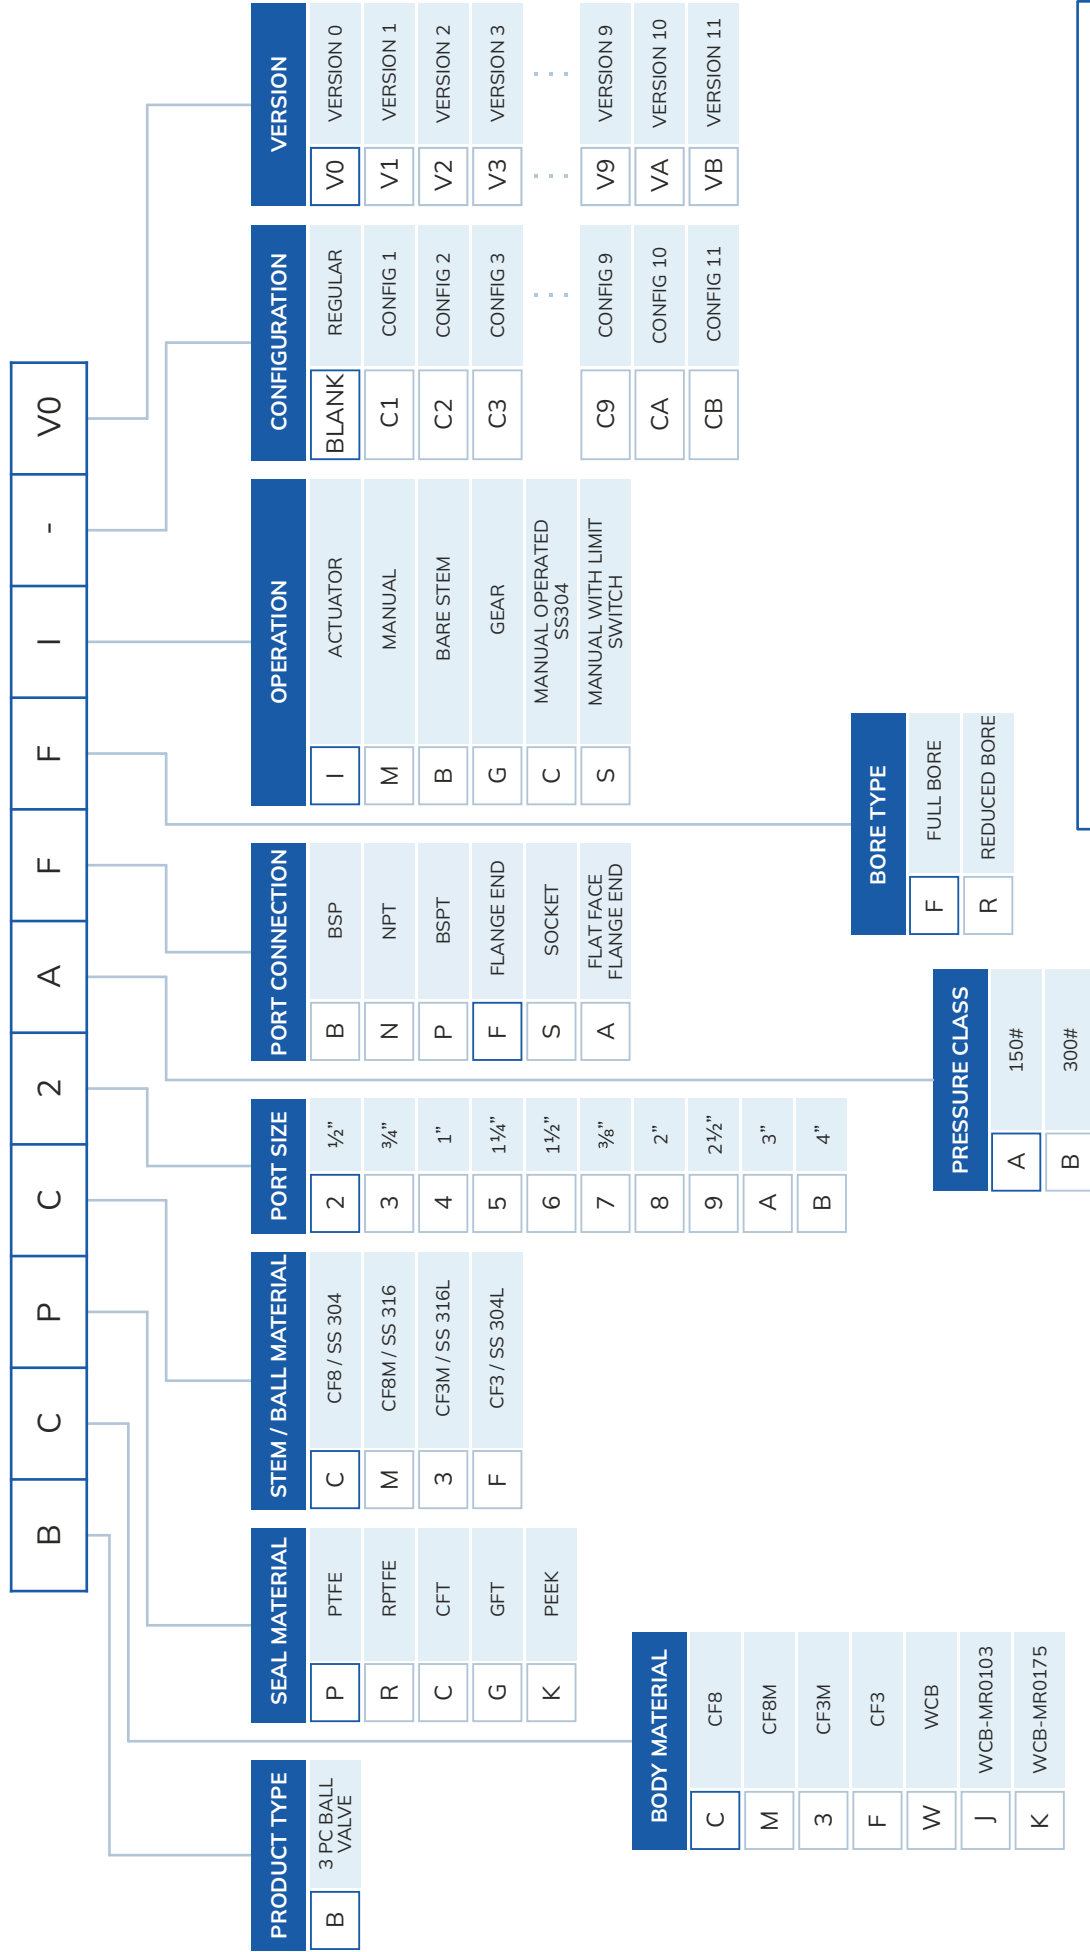 B C P C 2 A F F I - V0
PRODUCT TYPE
B 3 PC BALL
VALVE
SEAL MATERIAL
P PTFE
R RPTFE
C CFT
G GFT
K PEEK
STEM / BALL MATERIAL
C CF8 / SS 304
M CF8M / SS 316
3 CF3M / SS 316L
F CF3 / SS 304L
PORT SIZE
2 ½”
3 ¾”
4 1”
5 1¼”
6 1½”
7 ⅜”
8 2”
9 2½”
A 3”
B 4”
PORT CONNECTION
B BSP
N NPT
P BSPT
F FLANGE END
S SOCKET
A FLAT FACE
FLANGE END
OPERATION
I ACTUATOR
M MANUAL
B BARE STEM
G GEAR
C MANUAL OPERATED
SS304
S MANUAL WITH LIMIT
SWITCH
CONFIGURATION
BLANK REGULAR
C1 CONFIG 1
C2 CONFIG 2
C3 CONFIG 3
. . .
C9 CONFIG 9
CA CONFIG 10
CB CONFIG 11
VERSION
V0 VERSION 0
V1 VERSION 1
V2 VERSION 2
V3 VERSION 3
. . . . . .
V9 VERSION 9
VA VERSION 10
VB VERSION 11
BODY MATERIAL
C CF8
M CF8M
3 CF3M
F CF3
W WCB
J WCB-MR0103
K WCB-MR0175
PRESSURE CLASS
A 150#
B 300#
BORE TYPE
F FULL BORE
R REDUCED BORE